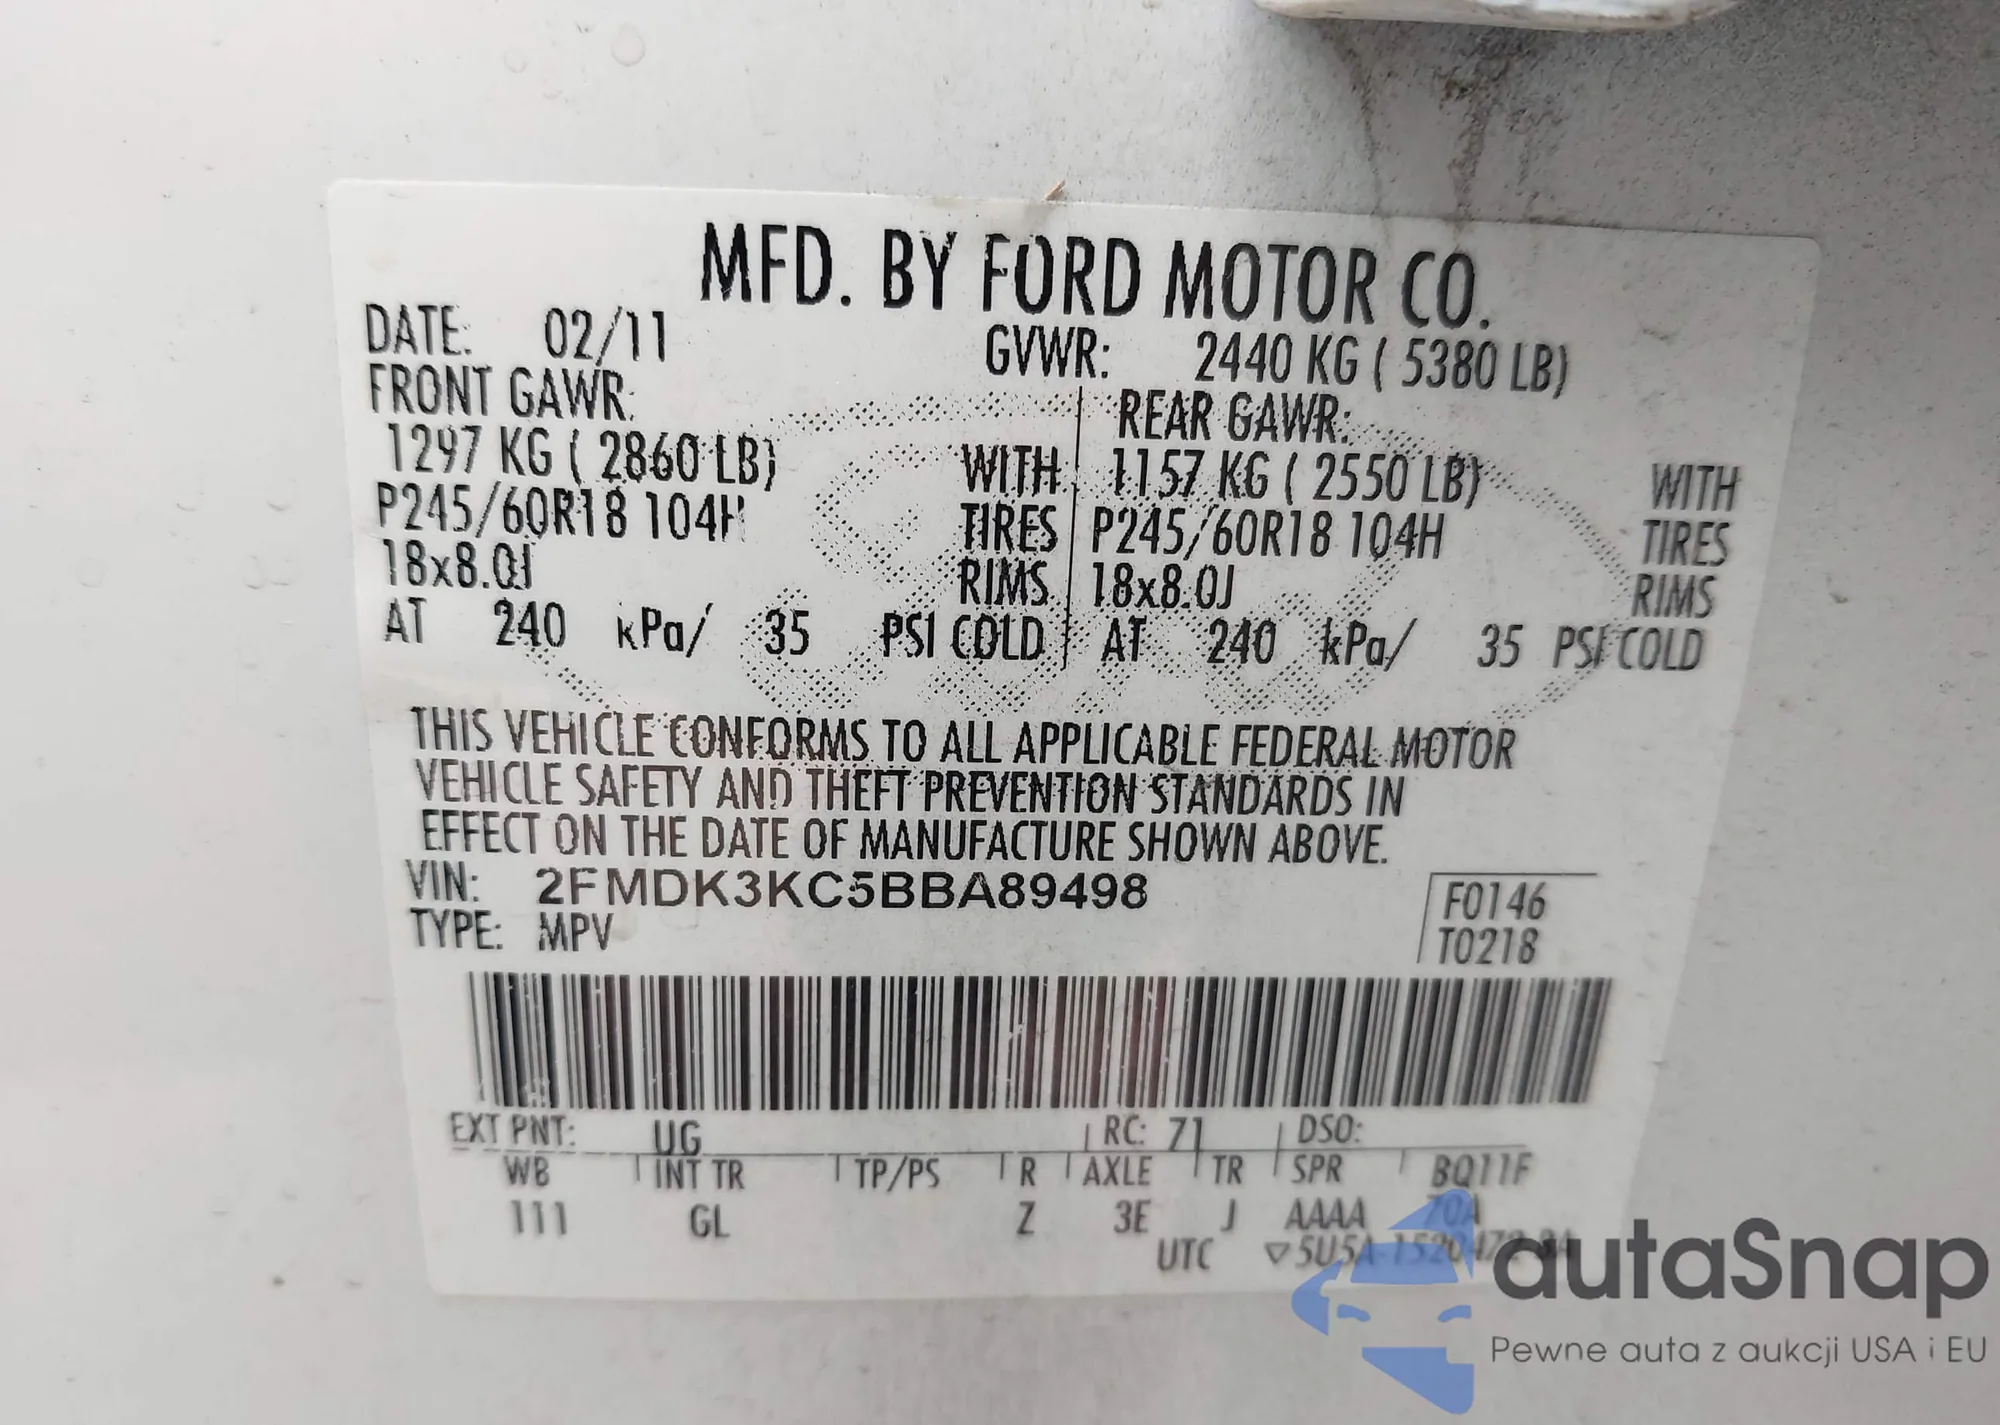 MFD. BY FORD MOTOR CO.
DATE: 02/11 GVWR: 2440 KG ( 5380 LB)
FRONT GAWR: REAR GAWR:
1297 KG ( 2860 LB) WITH 1157 KG ( 2550 LB) WITH
P245/60R18 104H TIRES P245/60R18 104H TIRES
18x8.0J RIMS 18x8.0J RIMS
AT 240 kPa/ 35 PSI COLD AT 240 kPa/ 35 PSI COLD
THIS VEHICLE CONFORMS TO ALL APPLICABLE FEDERAL MOTOR
VEHICLE SAFETY AND THEFT PREVENTION STANDARDS IN
EFFECT ON THE DATE OF MANUFACTURE SHOWN ABOVE.
VIN: 2FMDK3KC5BBA89498 F0146
TYPE: MPV T0218
EXT PNT: UG RC: 71 DSO:
WB INT TR TP/PS R AXLE TR SPR BQ11F
111 GL Z 3E J AAAA 70A
UTC
autaSnap
Pewne auta z aukcji USA i EU